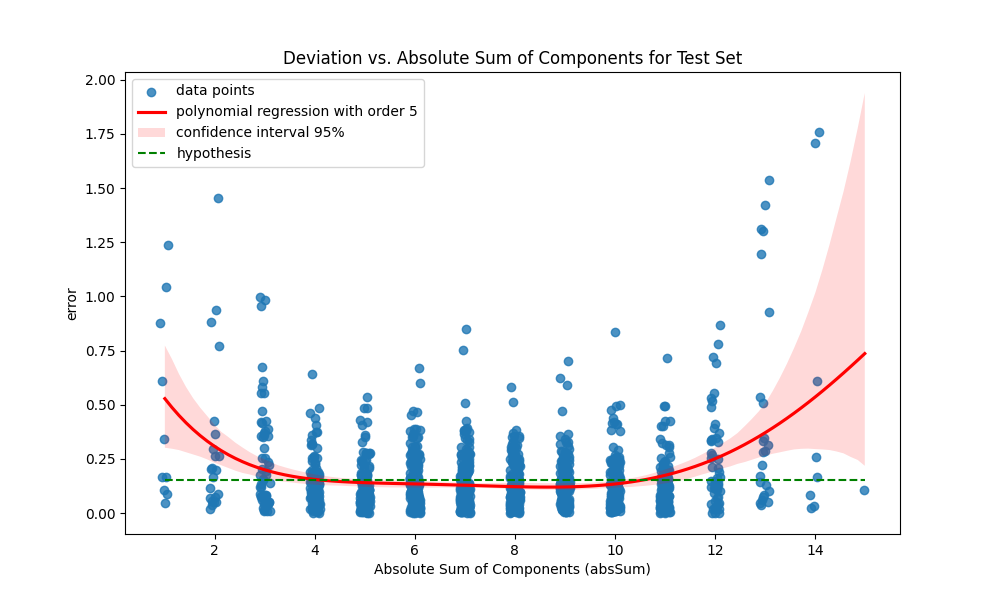 Deviation vs. Absolute Sum of Components for Test Set
data points
polynomial regression with order 5
confidence interval 95%
hypothesis
2.00
1.75
1.50
1.25
1.00
0.75
0.50
0.25
0.00
error
2 4 6 8 10 12 14
Absolute Sum of Components (absSum)